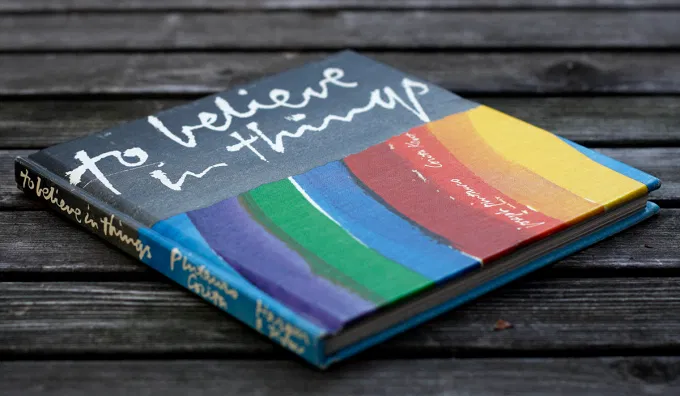 to believe
in things
Joseph Pintauro
Corita Kent
to believe in things
Pintauro
Corita
Harper
& Row